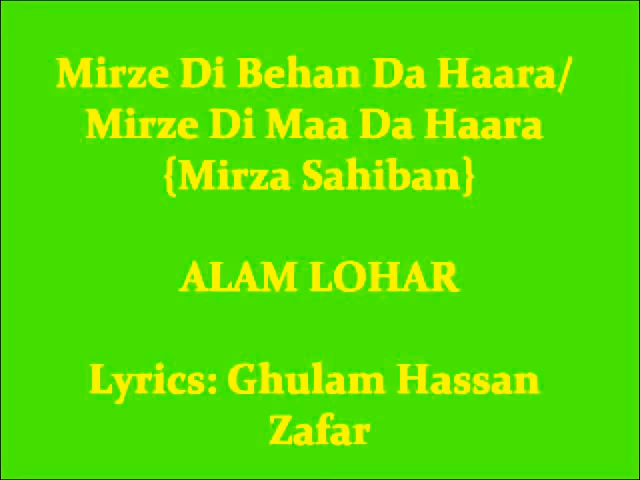 Mirze Di Behan Da Haara/
Mirze Di Maa Da Haara
{Mirza Sahiban}
ALAM LOHAR
Lyrics: Ghulam Hassan
Zafar